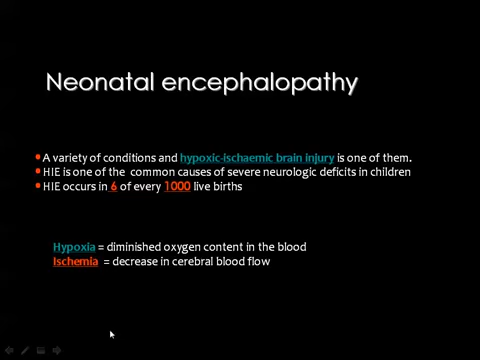 Neonatal encephalopathy
• A variety of conditions and hypoxic-ischaemic brain injury is one of them.
• HIE is one of the common causes of severe neurologic deficits in children
• HIE occurs in 6 of every 1000 live births
Hypoxia = diminished oxygen content in the blood
Ischemia = decrease in cerebral blood flow